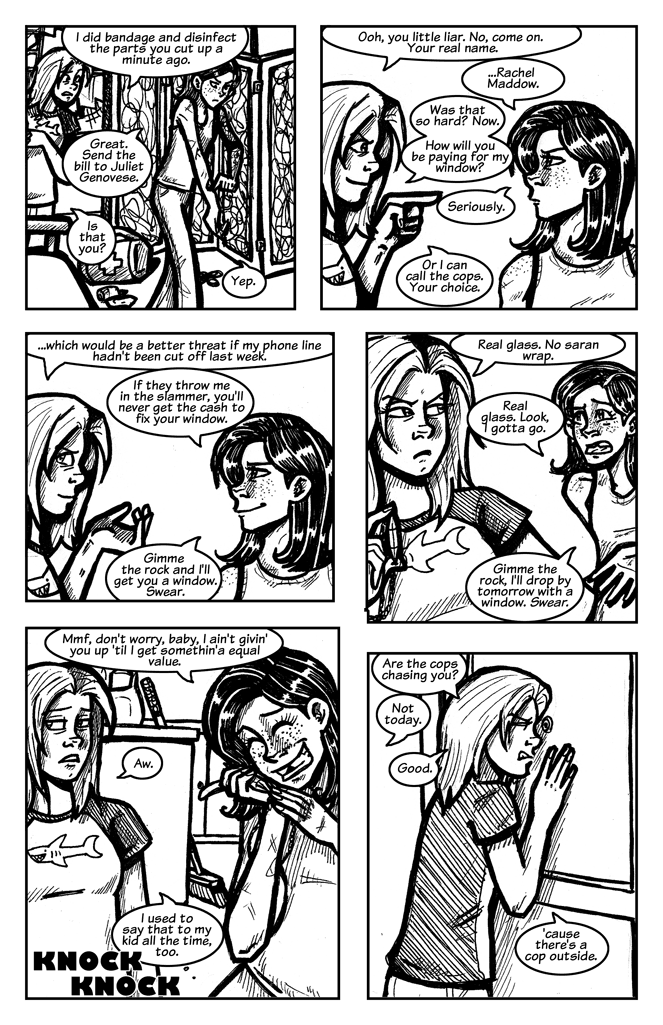 I did bandage and disinfect
the parts you cut up a
minute ago.
Great.
Send the
bill to Juliet
Genovese.
Is
that
you?
Yep.
Ooh, you little liar. No, come on.
Your real name.
...Rachel
Maddow.
Was that
so hard? Now.
How will you
be paying for my
window?
Seriously.
Or I can
call the cops.
Your choice.
...which would be a better threat if my phone line
hadn't been cut off last week.
If they throw me
in the slammer, you'll
never get the cash to
fix your window.
Gimme
the rock and I'll
get you a window.
Swear.
Real glass. No saran
wrap.
Real
glass. Look,
I gotta go.
Gimme the
rock, I'll drop by
tomorrow with a
window. Swear.
Mmf, don't worry, baby, I ain't givin'
you up 'til I get somethin'a equal
value.
Aw.
I used to
say that to my
kid all the time,
too.
KNOCK
KNOCK
Are the cops
chasing you?
Not
today.
Good.
'cause
there's a
cop outside.